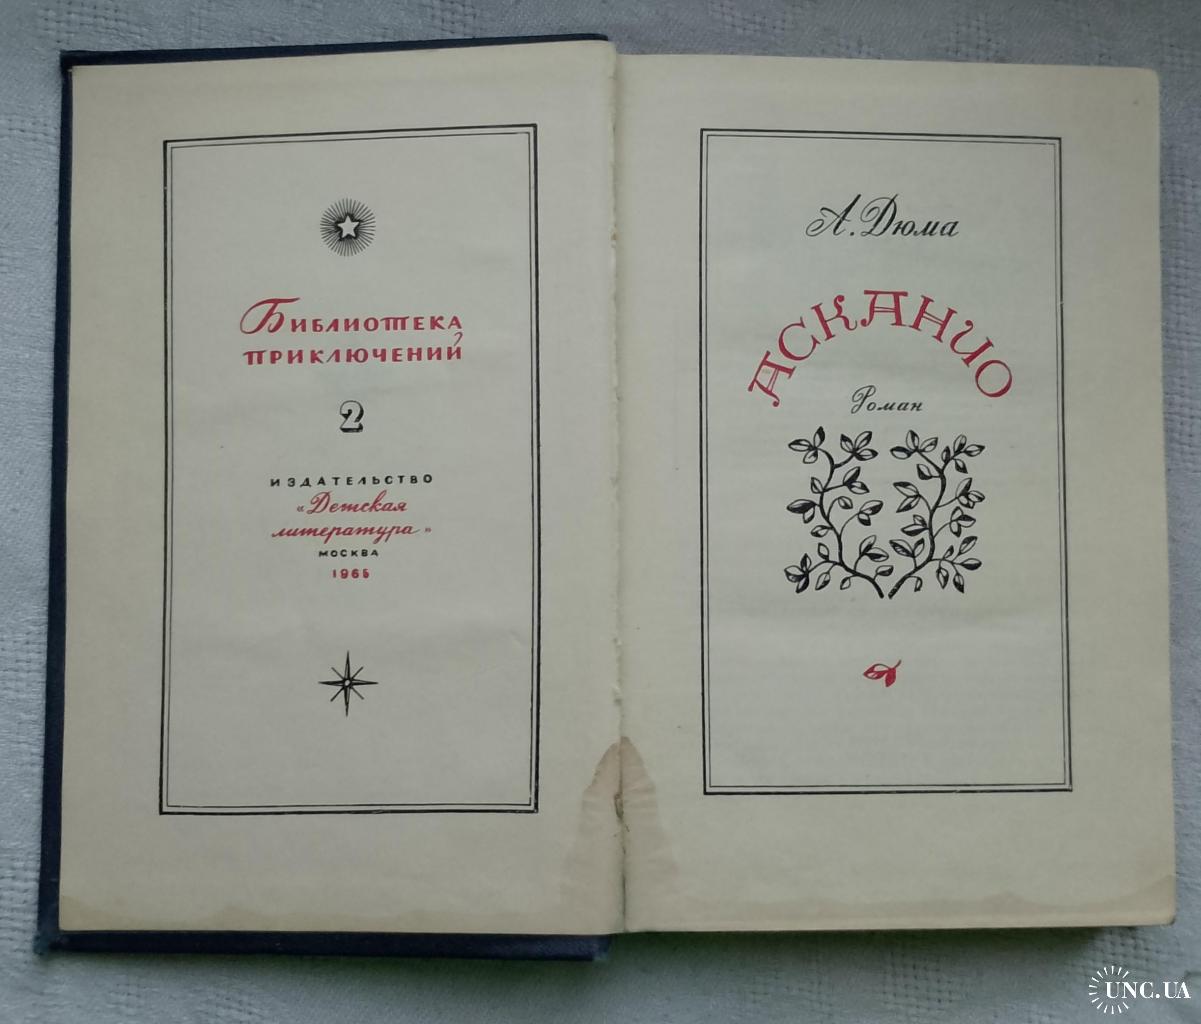 Библиотека
приключений
2
ИЗДАТЕЛЬСТВО
«Детская
литература»
МОСКВА
1965
А. Дюма
АСКАНИО
Роман
UNC.UA